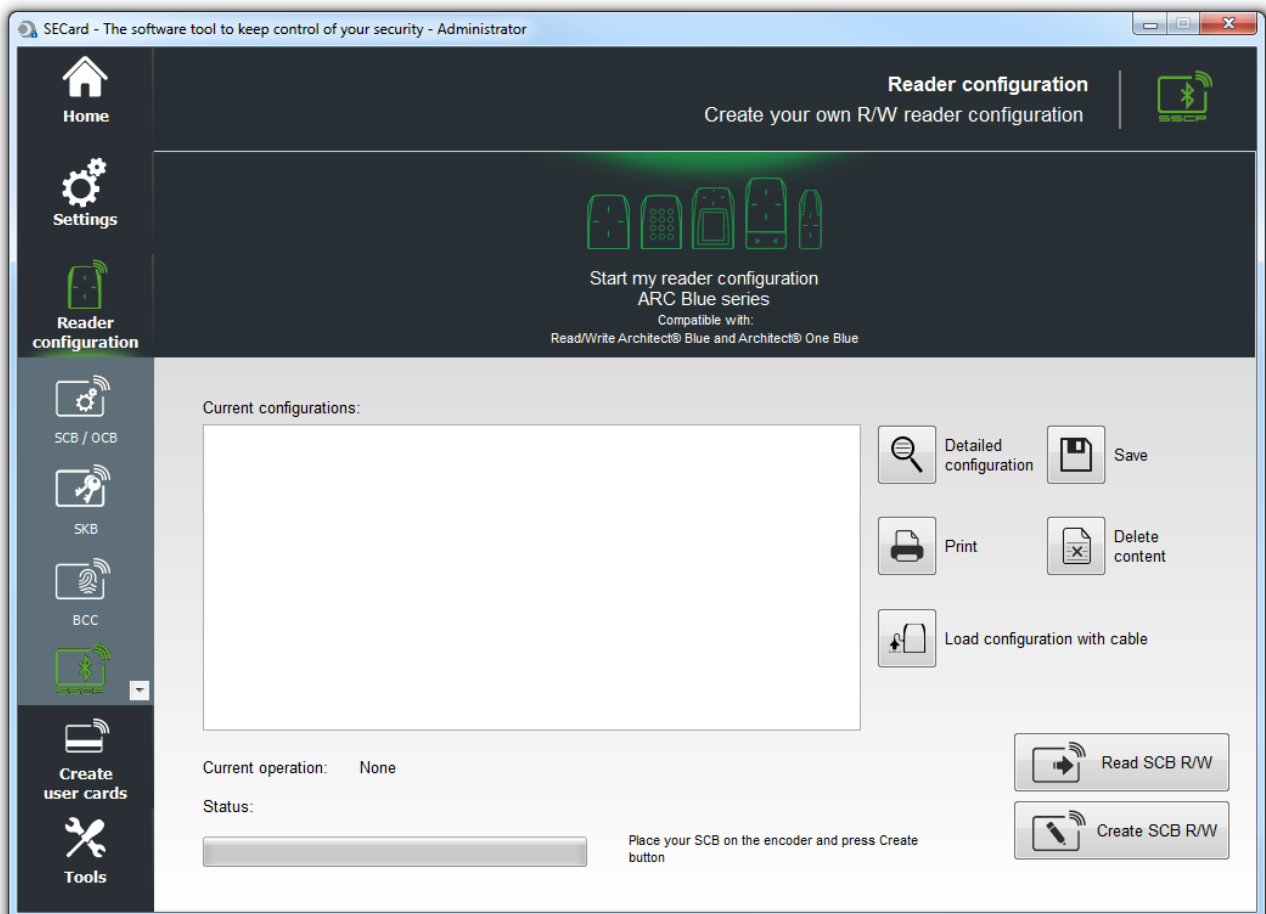 SECard - The software tool to keep control of your security - Administrator
Home
Reader configuration
Create your own R/W reader configuration
SSCP
Settings
Reader
configuration
Start my reader configuration
ARC Blue series
Compatible with:
Read/Write Architect® Blue and Architect® One Blue
SCB / OCB
SKB
BCC
SSCP
Create
user cards
Tools
Current configurations:
Detailed
configuration
Save
Print
Delete
content
Load configuration with cable
Current operation: None
Read SCB R/W
Status:
Create SCB R/W
Place your SCB on the encoder and press Create
button